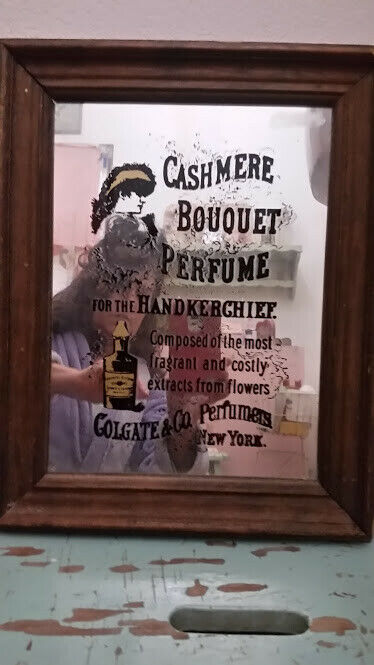 CASHMERE
BOUQUET
PERFUME
FOR THE HANDKERCHIEF.
Composed of the most
fragrant and costly
extracts from flowers
COLGATE & CO. Perfumers
NEW YORK.